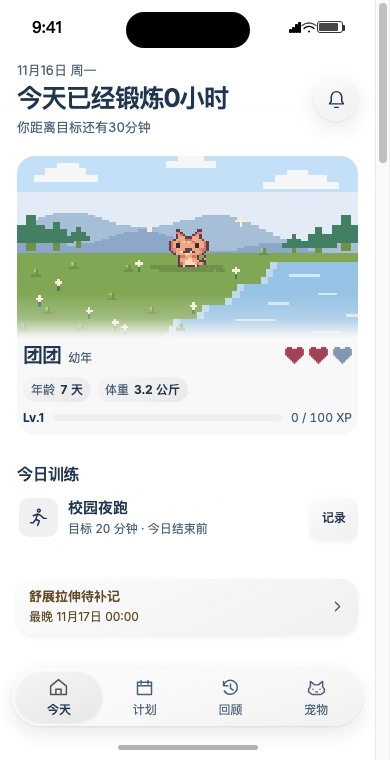 9:41
11月16日 周一
今天已经锻炼0小时
你距离目标还有30分钟
团团 幼年
年龄 7 天 体重 3.2 公斤
Lv.1 0 / 100 XP
今日训练
校园夜跑
目标 20 分钟 · 今日结束前
记录
舒展拉伸待补记
最晚 11月17日 00:00
今天 计划 回顾 宠物